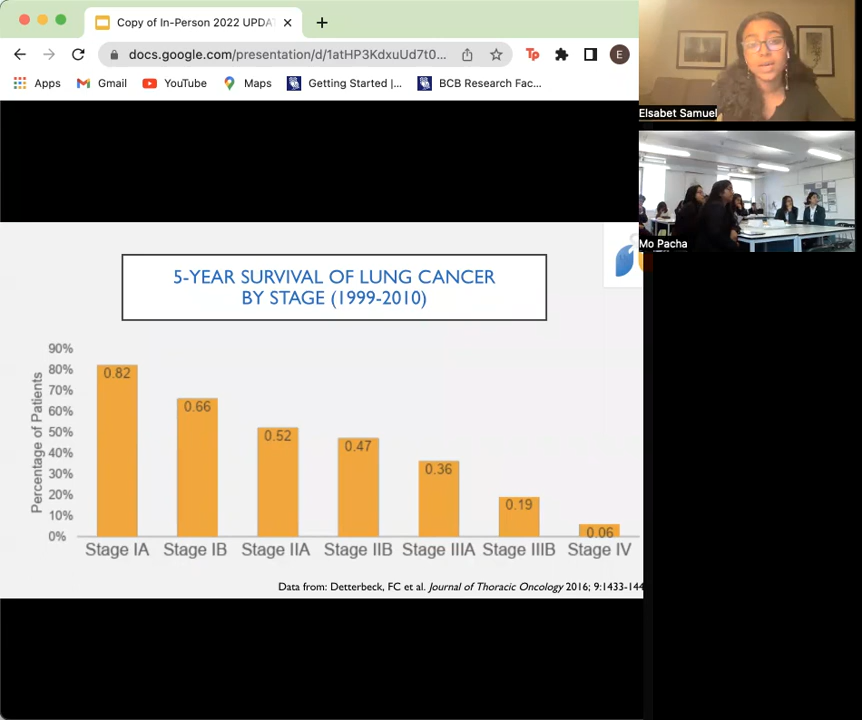 Copy of In-Person 2022 UPDA
docs.google.com/presentation/d/1atHP3KdxuUd7t0...
Tp
E
Apps
Gmail
YouTube
Maps
Getting Started |...
BCB Research Fac...
Elsabet Samuel
Mo Pacha
5-YEAR SURVIVAL OF LUNG CANCER
BY STAGE (1999-2010)
Percentage of Patients
90%
80%
70%
60%
50%
40%
30%
20%
10%
0%
0.82
0.66
0.52
0.47
0.36
0.19
0.06
Stage IA
Stage IB
Stage IIA
Stage IIB
Stage IIIA
Stage IIIB
Stage IV
Data from: Detterbeck, FC et al. Journal of Thoracic Oncology 2016; 9:1433-144